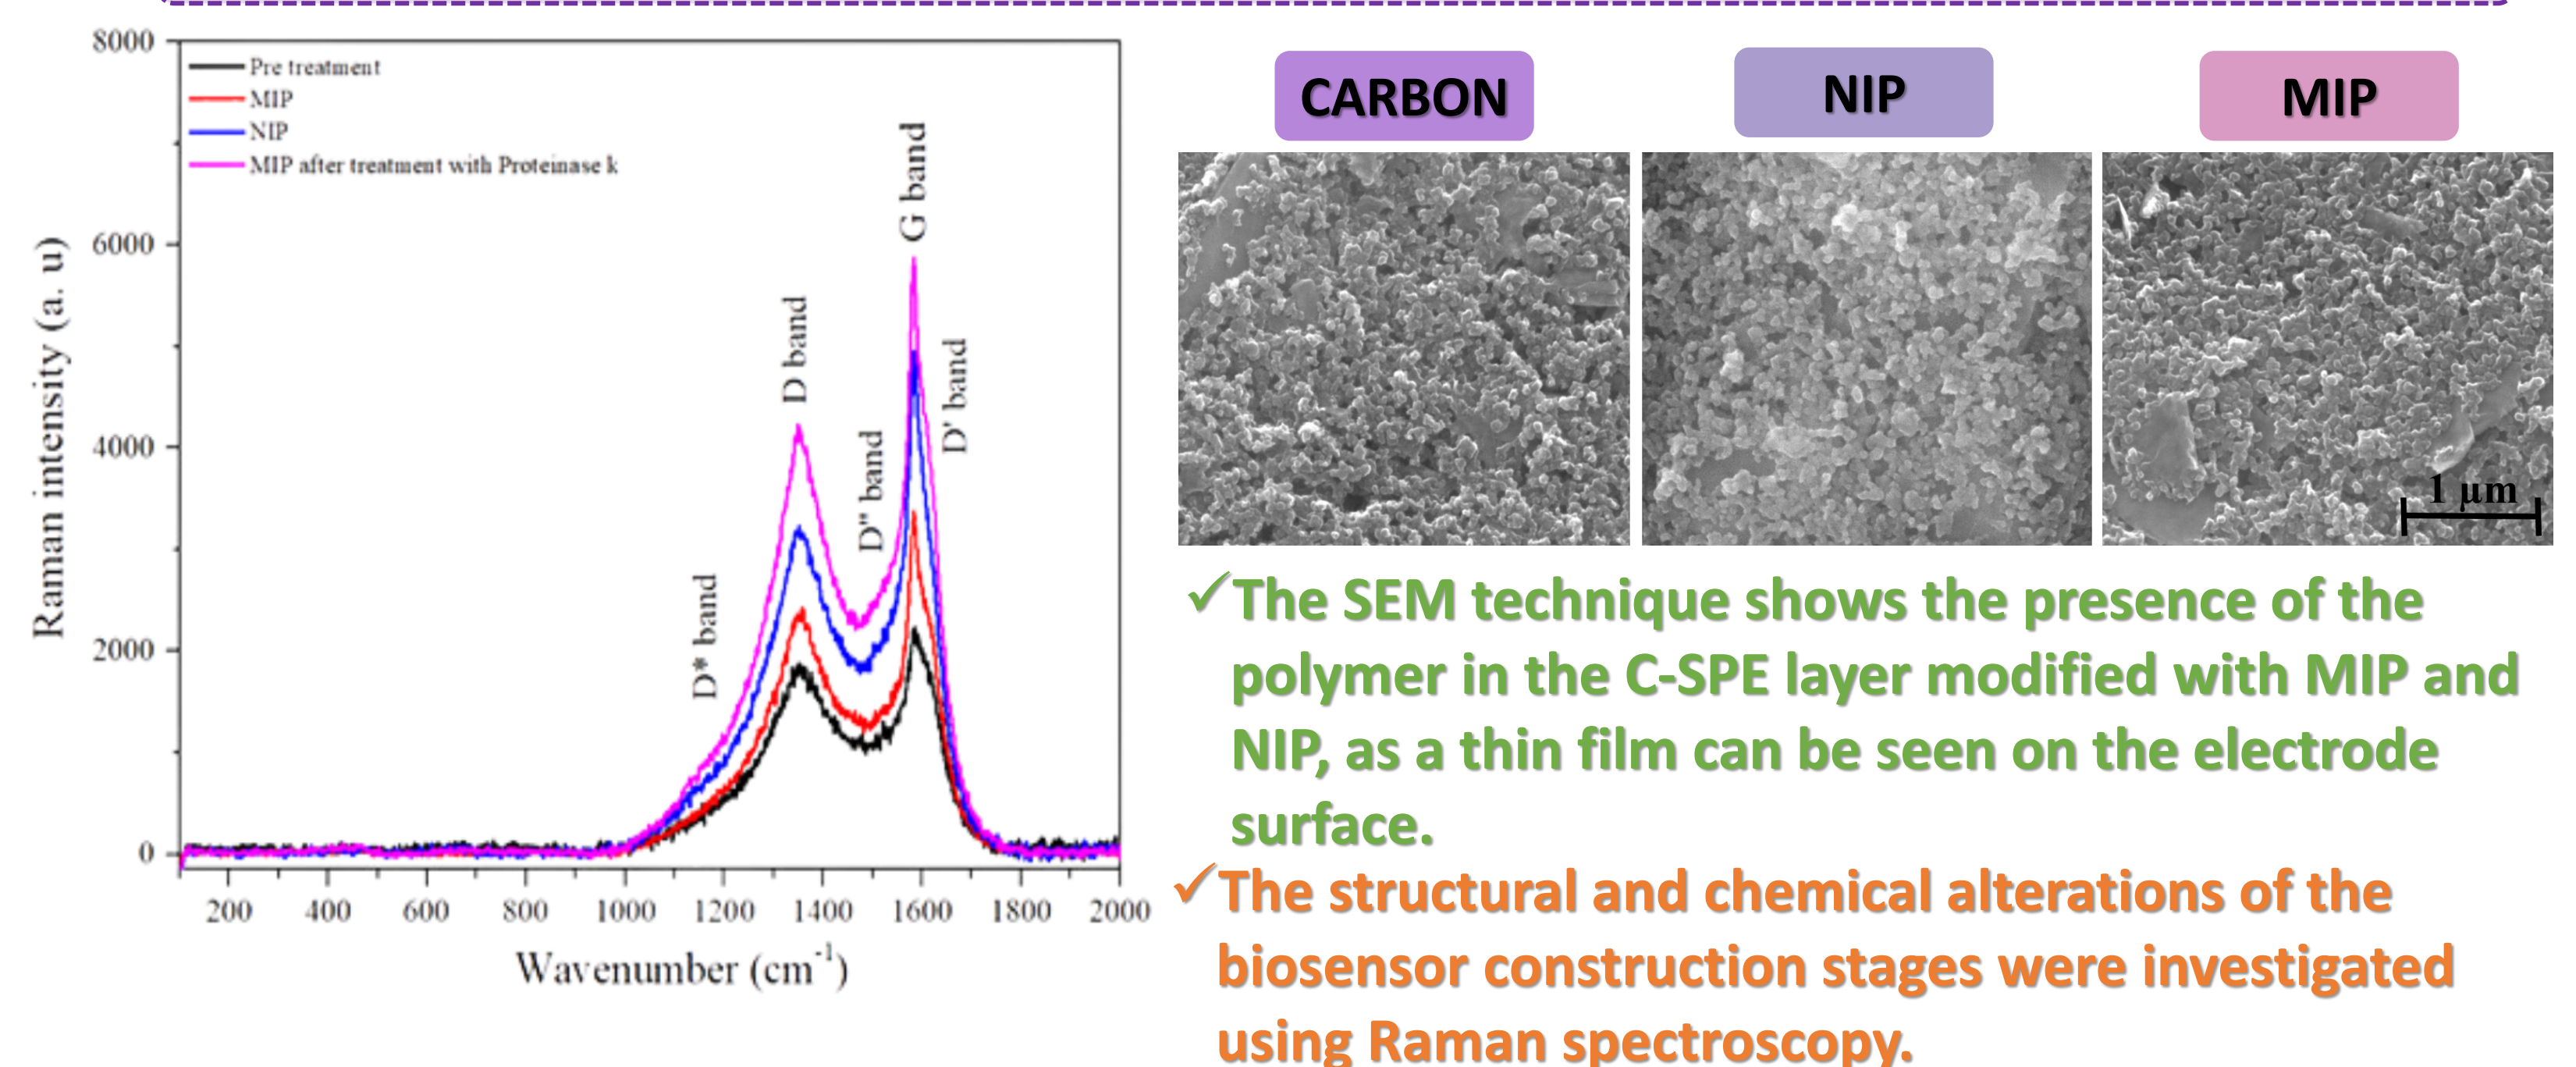 8000
6000
4000
2000
0
Raman intensity (a. u)
Pre treatment
MIP
NIP
MIP after treatment with Proteinase k
D* band
D band
D" band
G band
D' band
200 400 600 800 1000 1200 1400 1600 1800 2000
Wavenumber (cm⁻¹)
CARBON
NIP
MIP
1 µm
✓The SEM technique shows the presence of the
polymer in the C-SPE layer modified with MIP and
NIP, as a thin film can be seen on the electrode
surface.
✓The structural and chemical alterations of the
biosensor construction stages were investigated
using Raman spectroscopy.